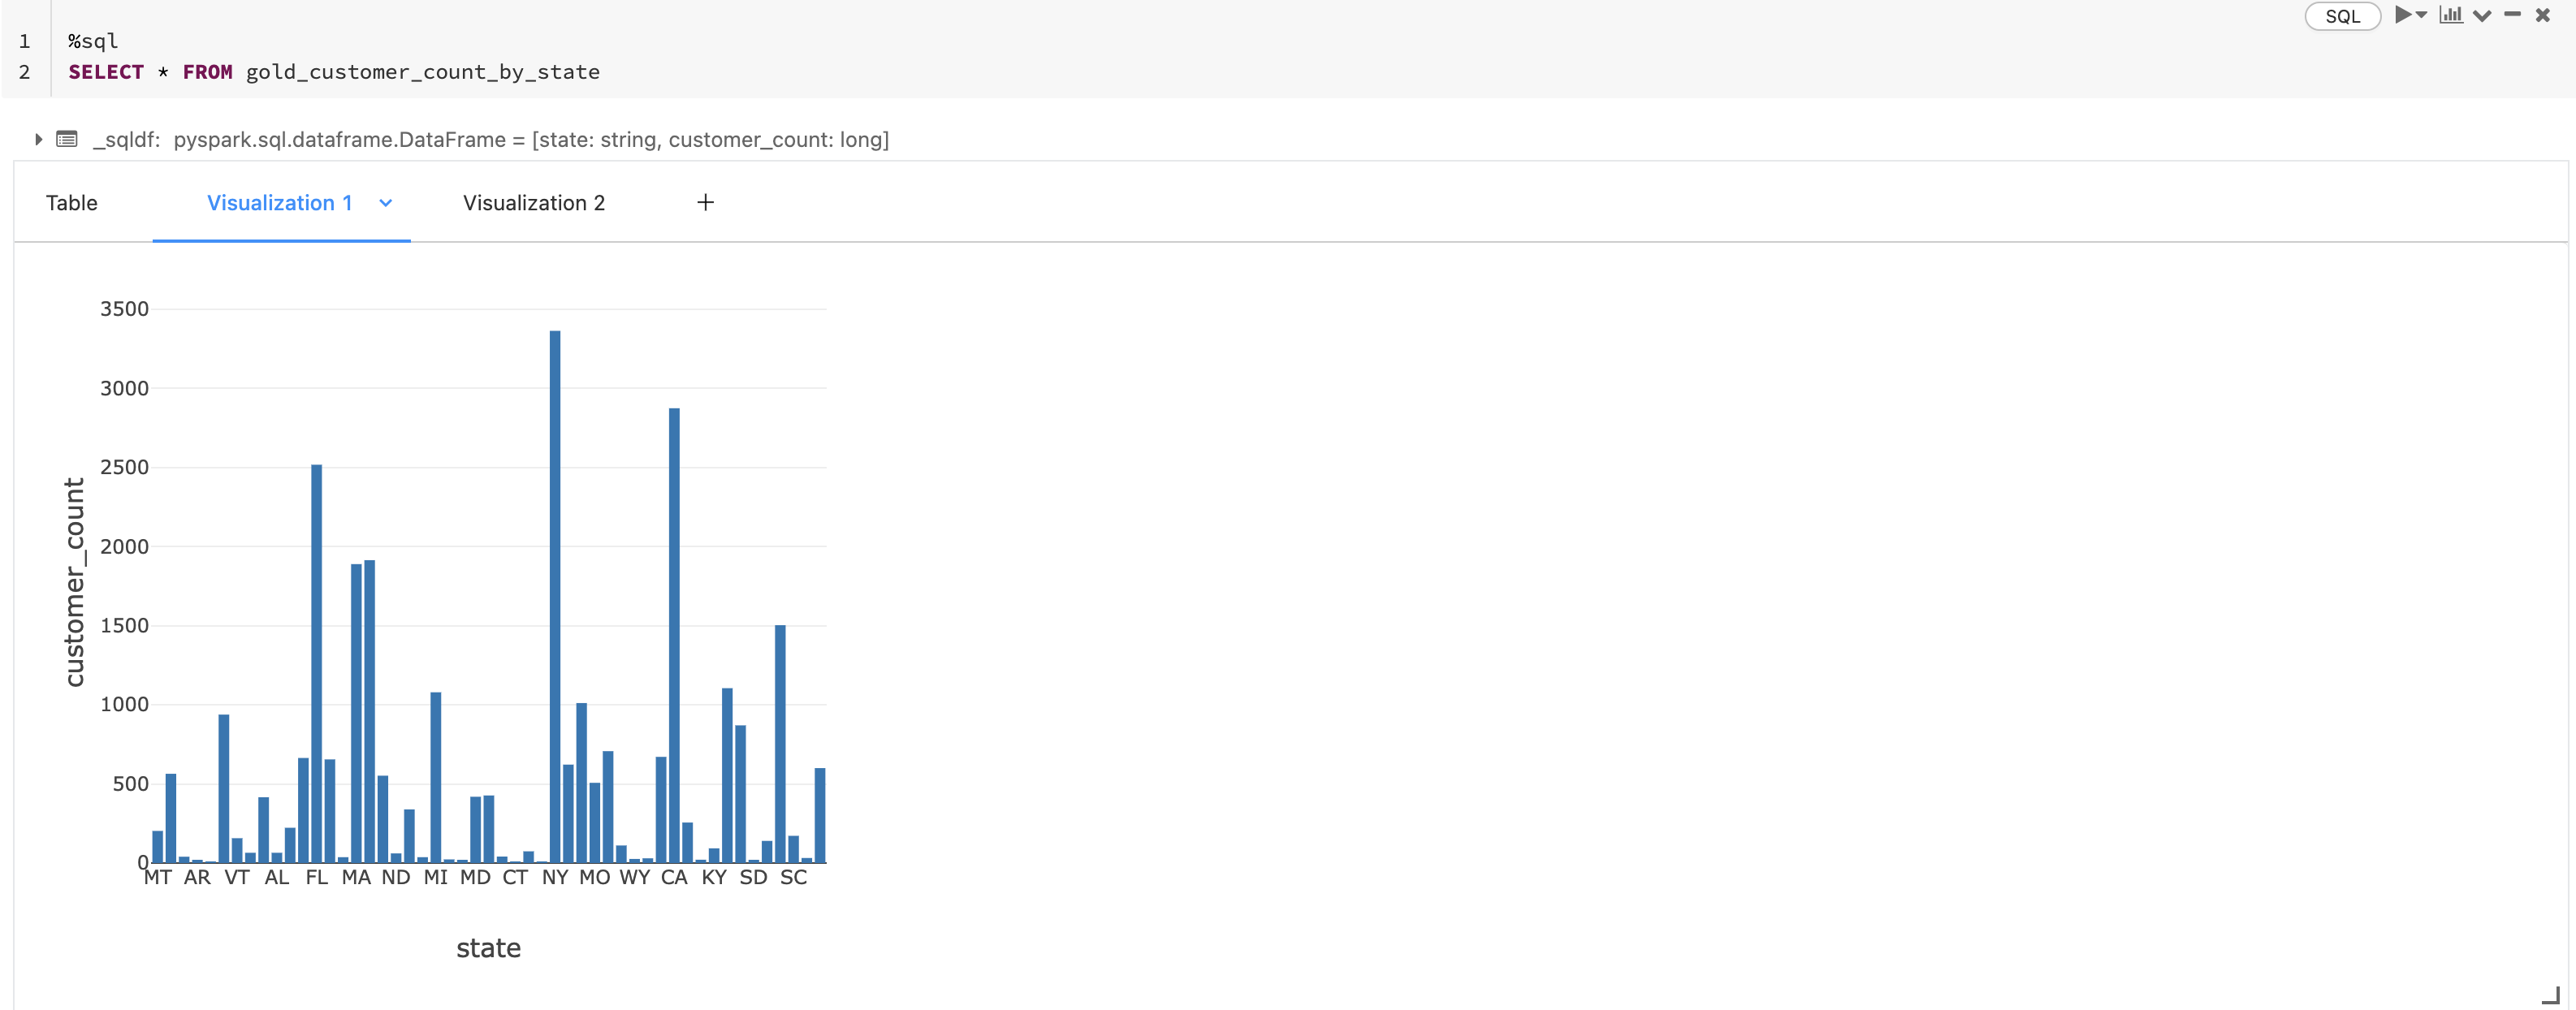 SQL
1 %sql
2 SELECT * FROM gold_customer_count_by_state
_sqldf: pyspark.sql.dataframe.DataFrame = [state: string, customer_count: long]
Table Visualization 1 Visualization 2 +
3500
3000
2500
2000
1500
1000
500
0
customer_count
MT AR VT AL FL MA ND MI MD CT NY MO WY CA KY SD SC
state